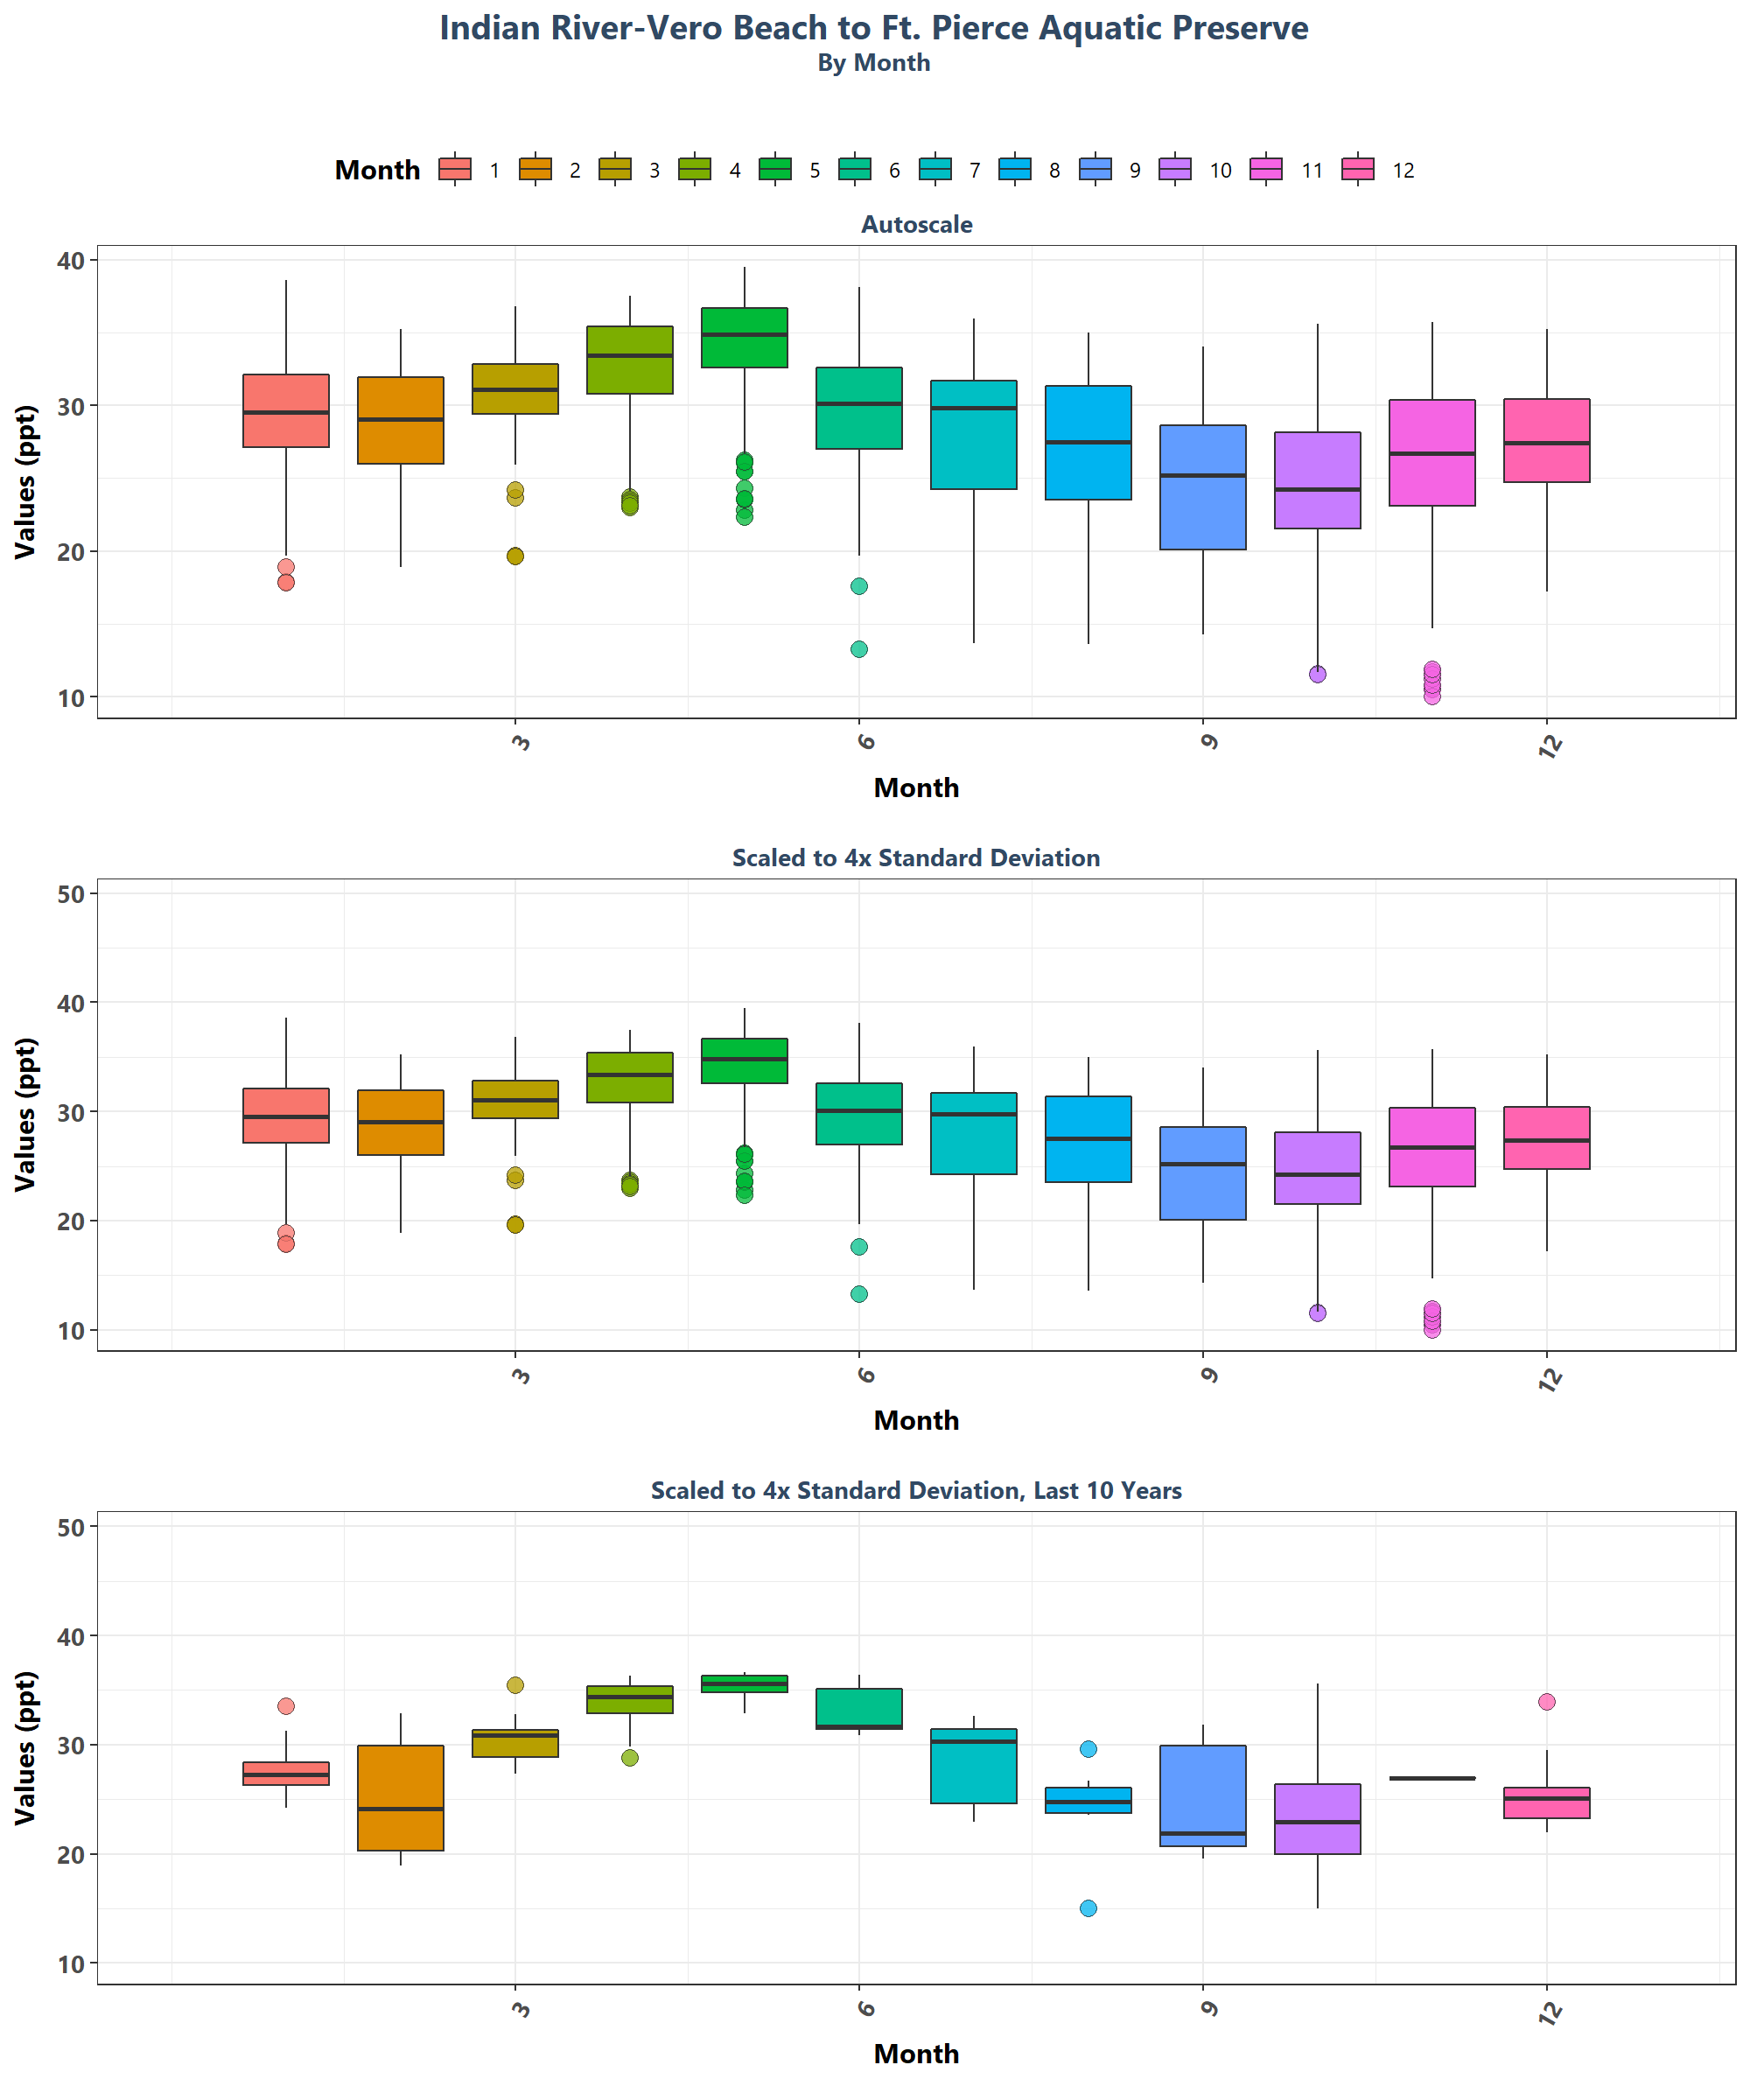 Indian River-Vero Beach to Ft. Pierce Aquatic Preserve
By Month
Month 1 2 3 4 5 6 7 8 9 10 11 12
Autoscale
Values (ppt)
40
30
20
10
3 6 9 12
Month
Scaled to 4x Standard Deviation
Values (ppt)
50
40
30
20
10
3 6 9 12
Month
Scaled to 4x Standard Deviation, Last 10 Years
Values (ppt)
50
40
30
20
10
3 6 9 12
Month